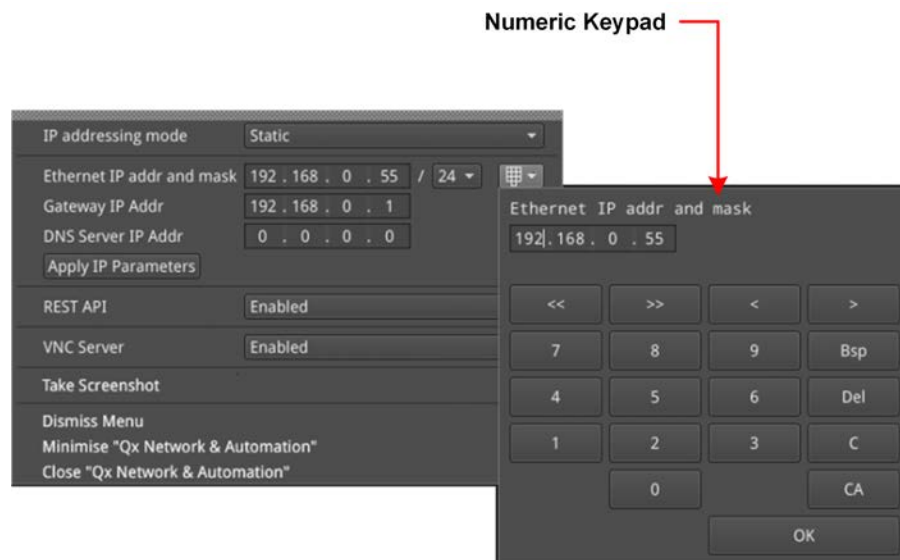 Numeric Keypad
IP addressing mode Static
Ethernet IP addr and mask 192 . 168 . 0 . 55 / 24
Gateway IP Addr 192 . 168 . 0 . 1
DNS Server IP Addr 0 . 0 . 0 . 0
Apply IP Parameters
REST API Enabled
VNC Server Enabled
Take Screenshot
Dismiss Menu
Minimise "Qx Network & Automation"
Close "Qx Network & Automation"
Ethernet IP addr and mask
192 . 168 . 0 . 55
<< >> < >
7 8 9 Bsp
4 5 6 Del
1 2 3 C
0 CA
OK